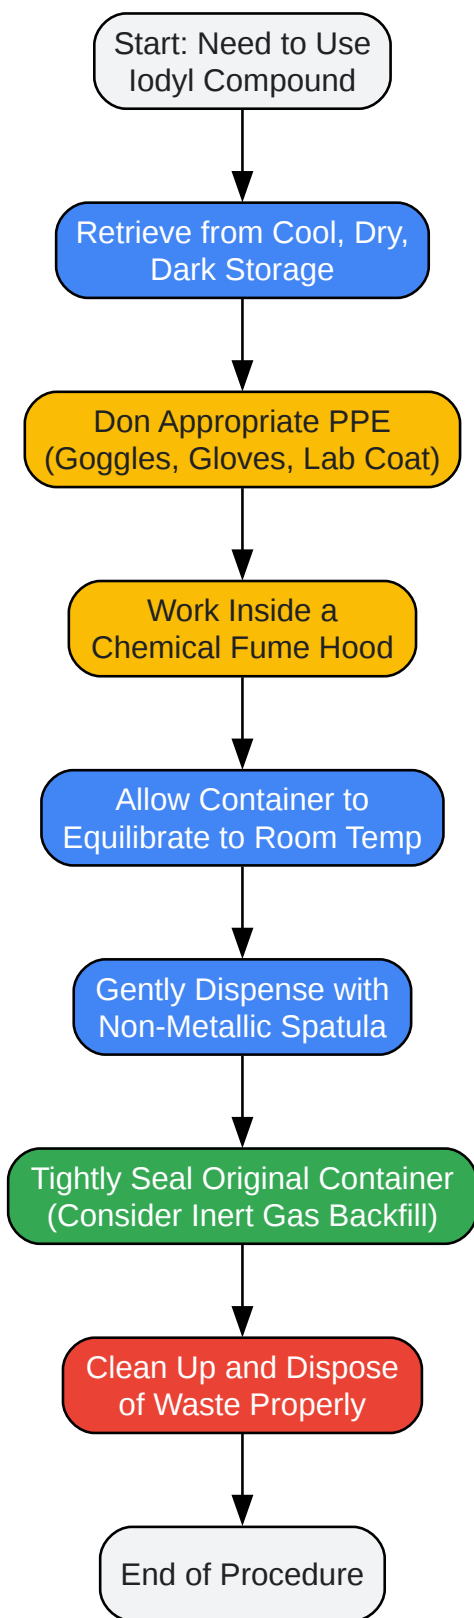 Start: Need to Use
Iodyl Compound
Retrieve from Cool, Dry,
Dark Storage
Don Appropriate PPE
(Goggles, Gloves, Lab Coat)
Work Inside a
Chemical Fume Hood
Allow Container to
Equilibrate to Room Temp
Gently Dispense with
Non-Metallic Spatula
Tightly Seal Original Container
(Consider Inert Gas Backfill)
Clean Up and Dispose
of Waste Properly
End of Procedure